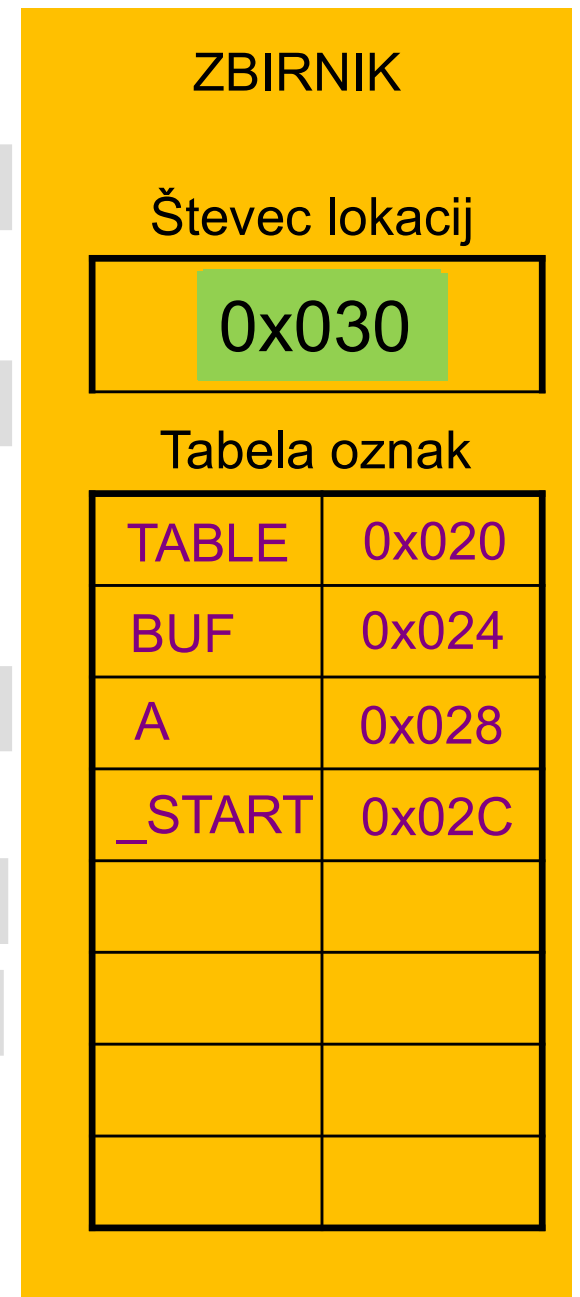 ZBIRNIK
Števec lokacij
0x030
Tabela oznak
TABLE 0x020
BUF 0x024
A 0x028
_START 0x02C